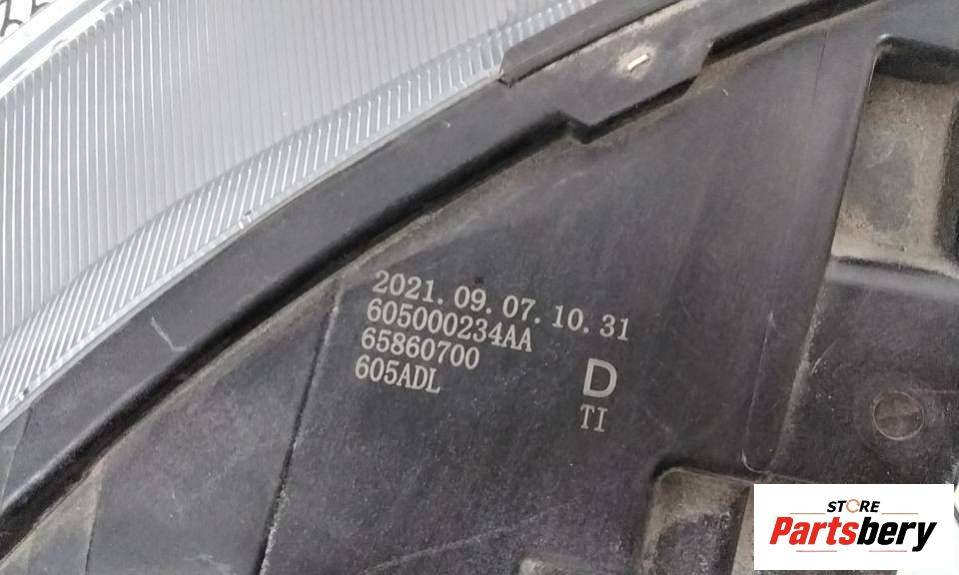 2021.09.07.10.31
605000234AA
65860700
605ADL
D
TI
STORE
Partsbery